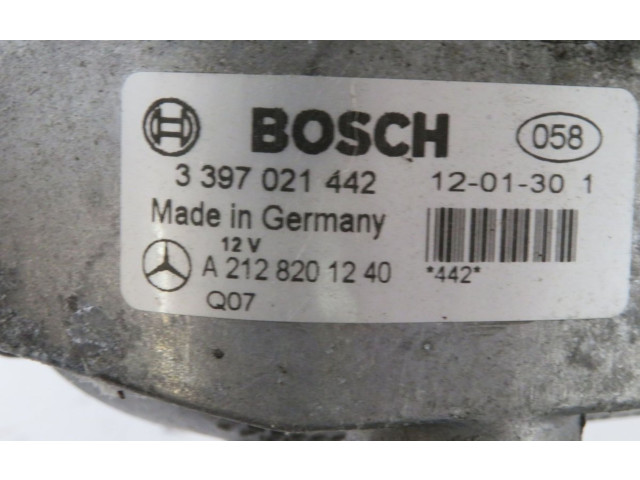 BOSCH 058
3 397 021 442 12-01-30 1
Made in Germany
12 V
A 212 820 12 40 *442*
Q07